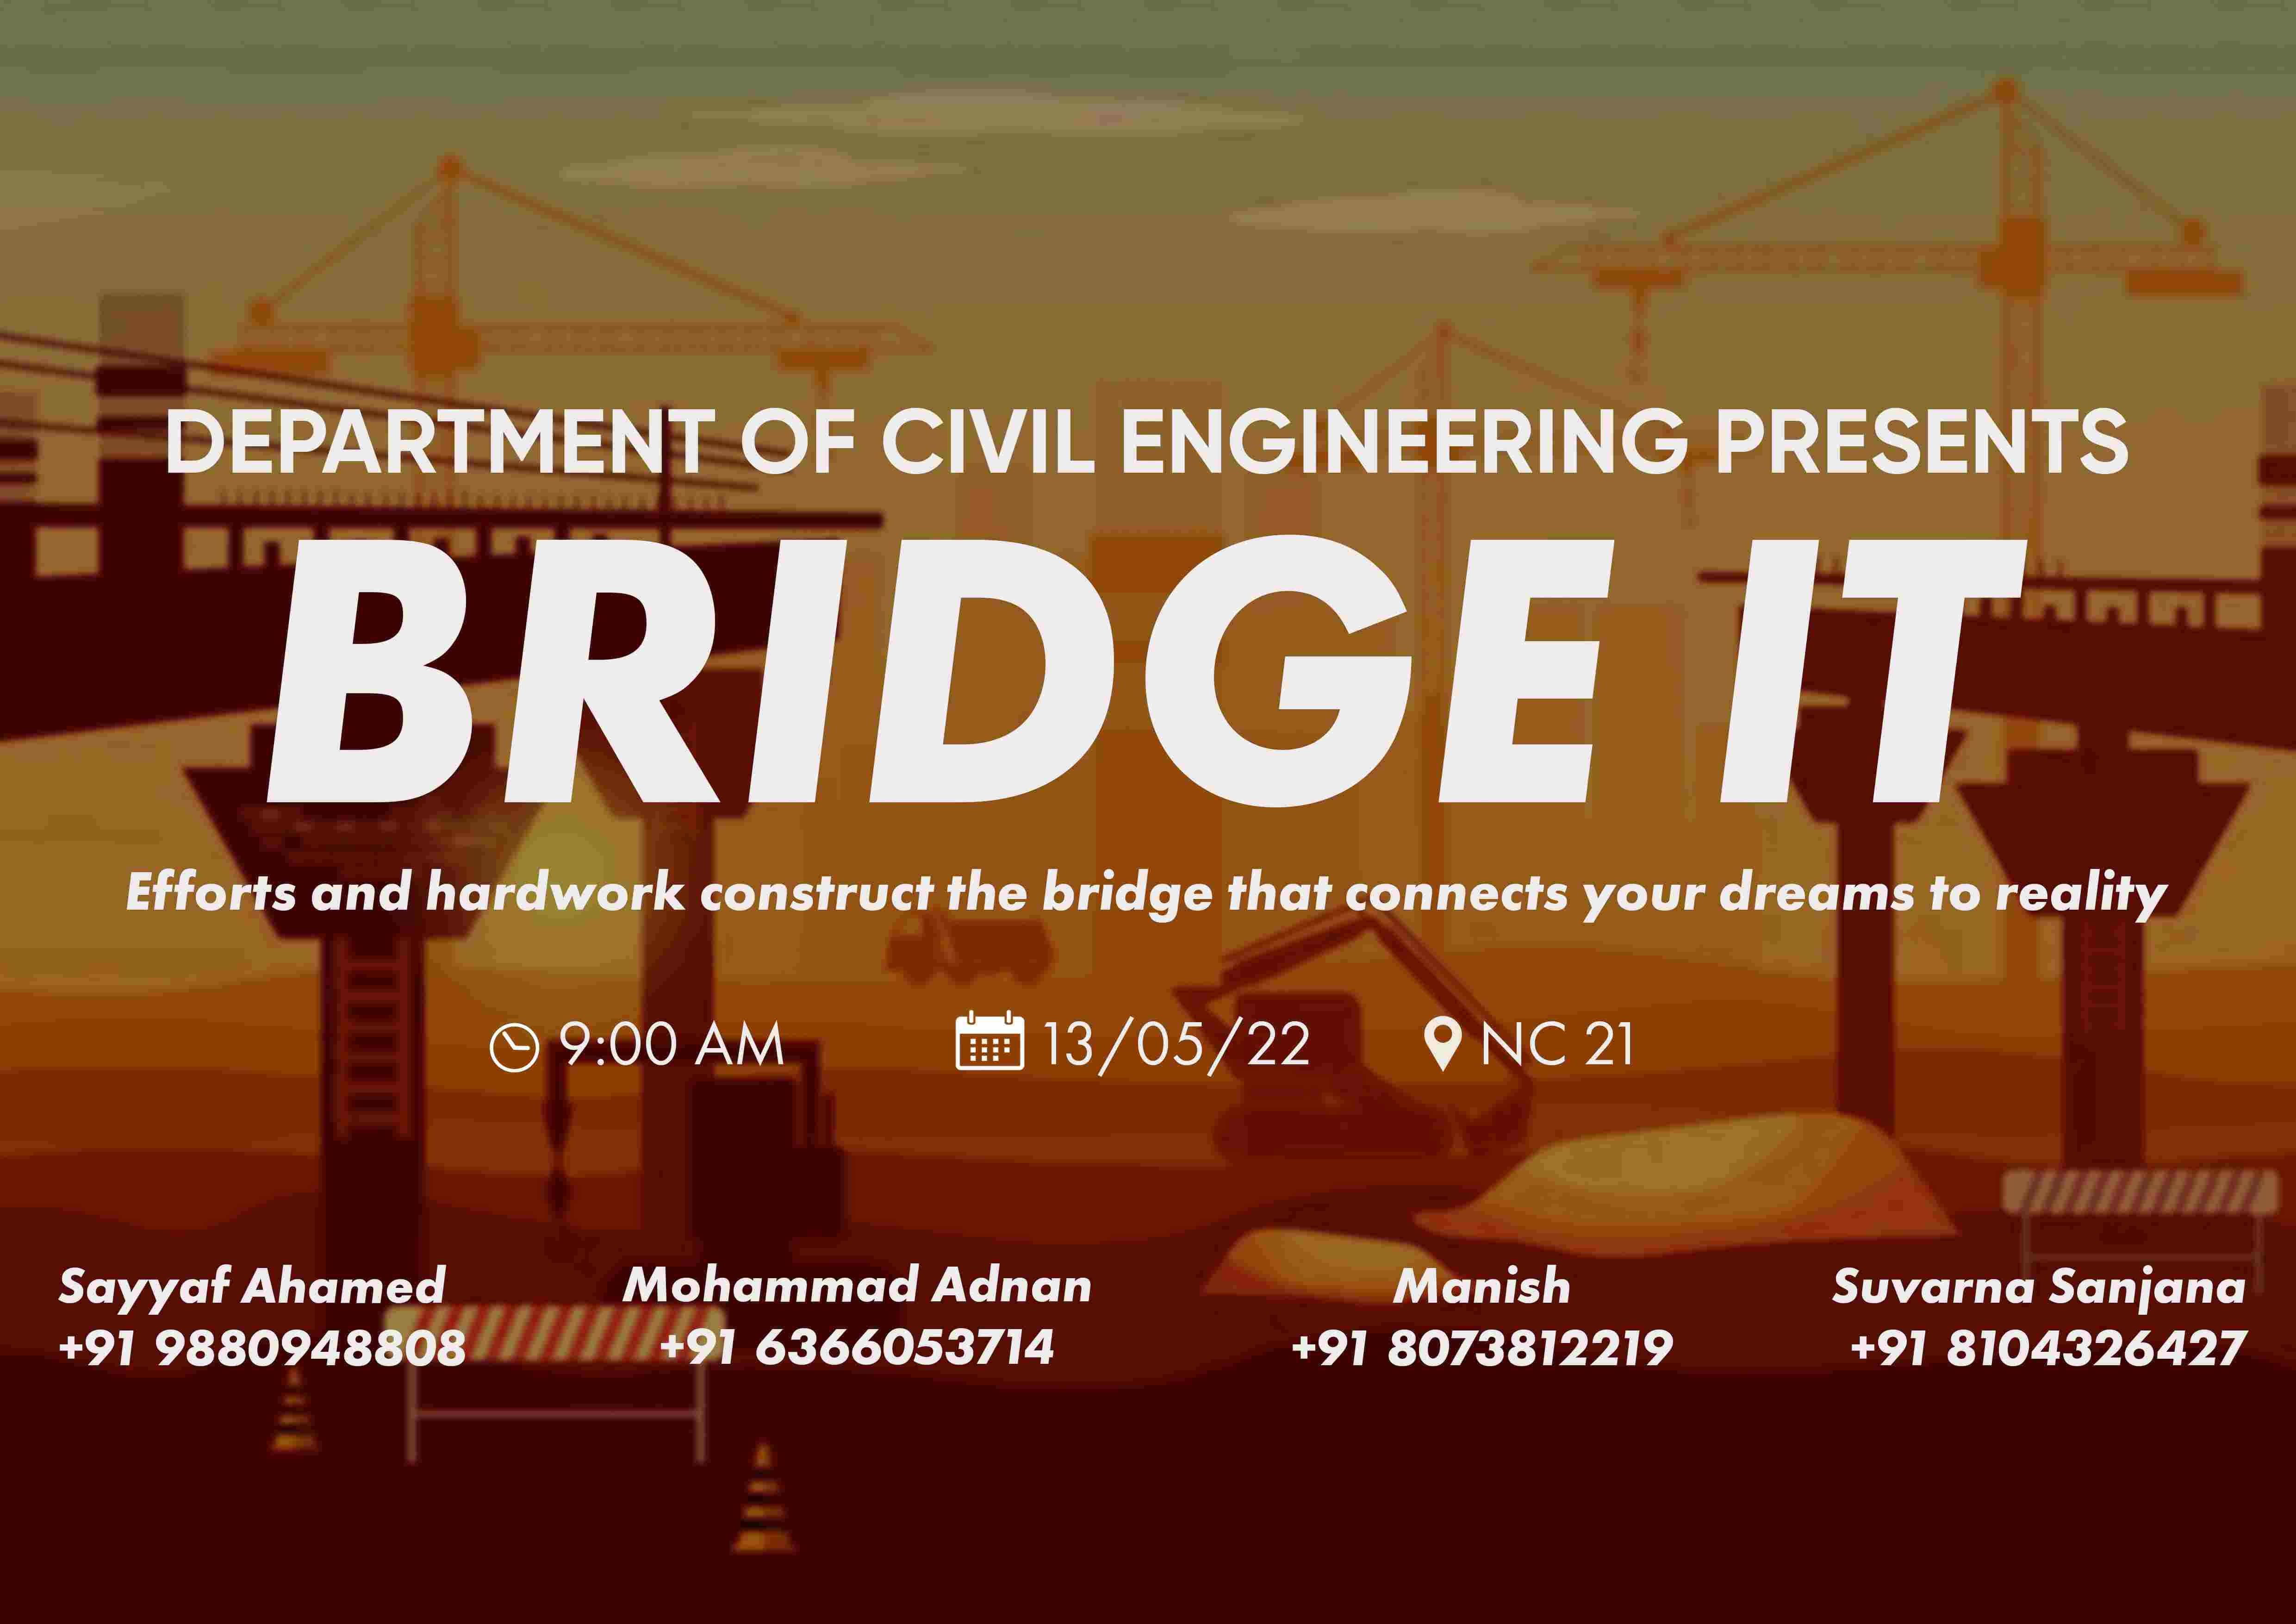 DEPARTMENT OF CIVIL ENGINEERING PRESENTS
BRIDGE IT
Efforts and hardwork construct the bridge that connects your dreams to reality
9:00 AM 13/05/22 NC 21
Sayyaf Ahamed Mohammad Adnan Manish Suvarna Sanjana
+91 9880948808 +91 6366053714 +91 8073812219 +91 8104326427